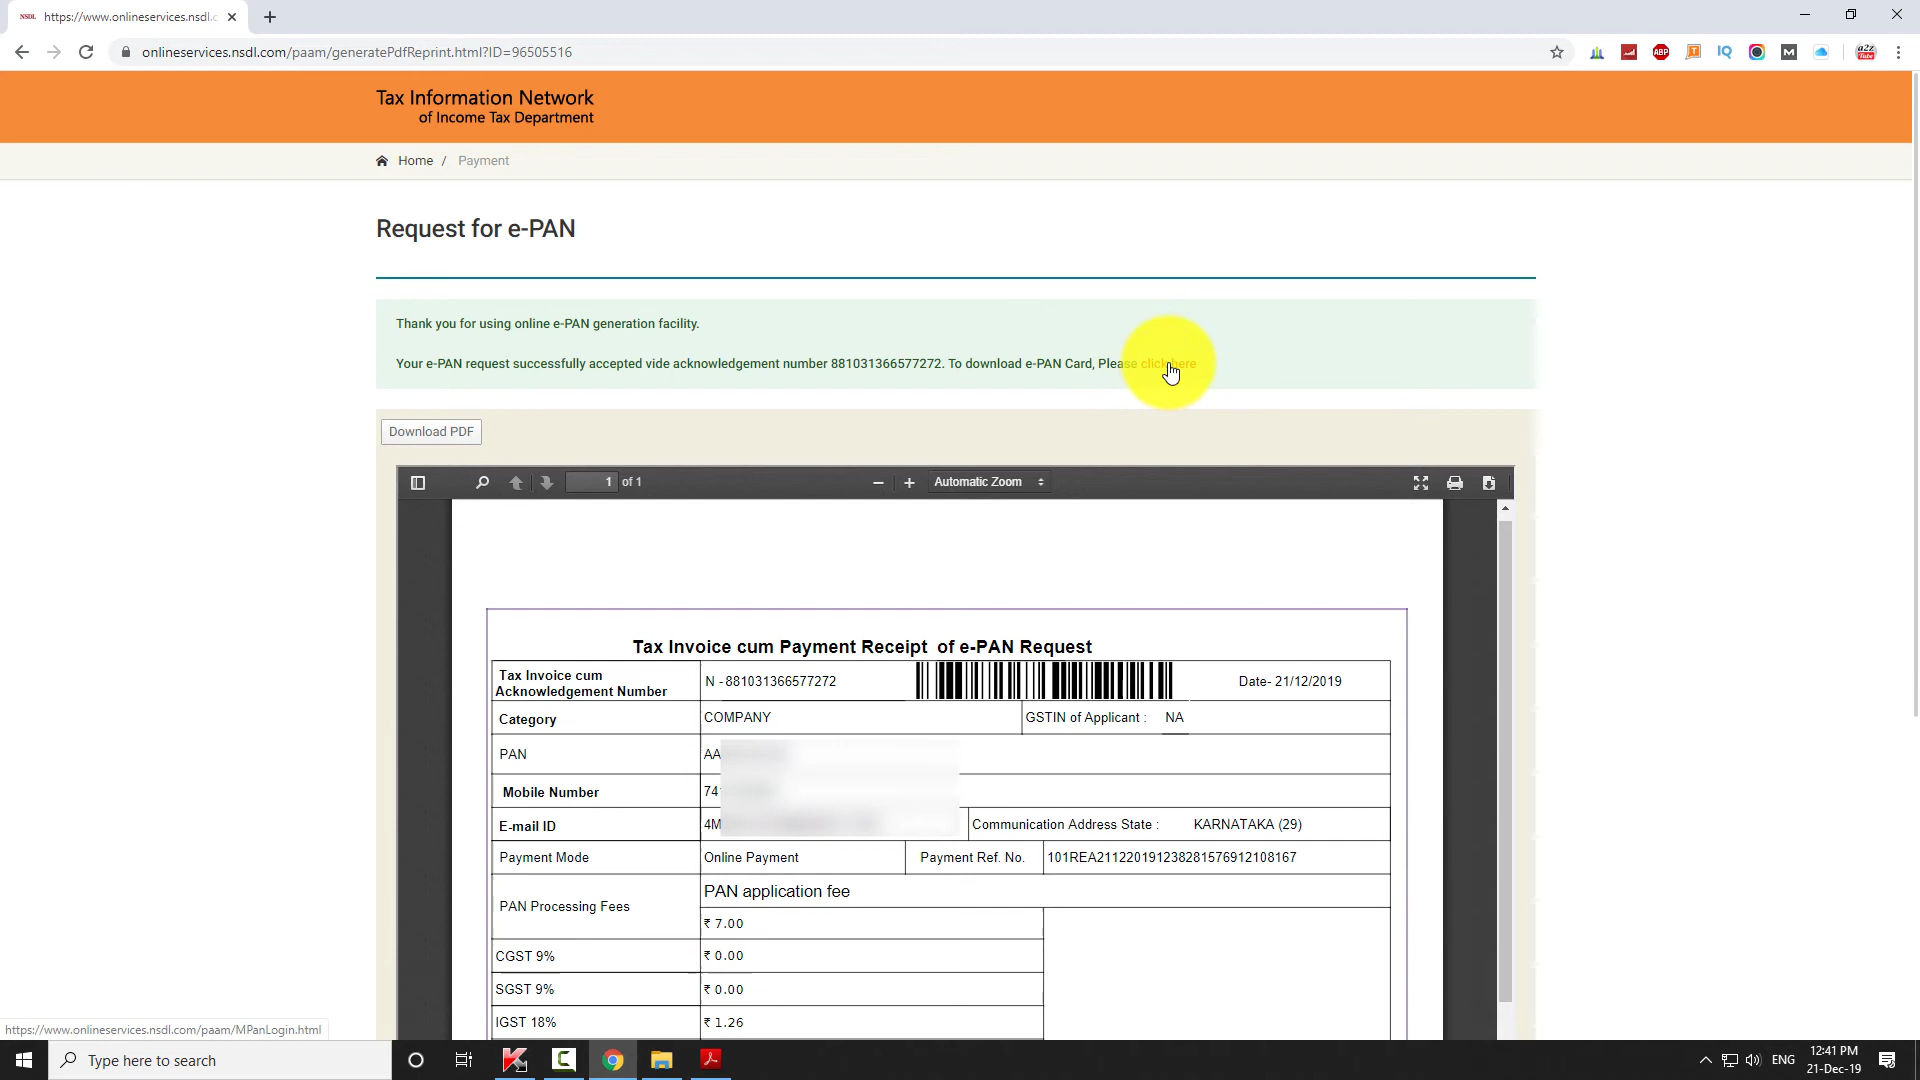 NSDL https://www.onlineservices.nsdl.c
onlineservices.nsdl.com/paam/generatePdfReprint.html?ID=96505516
ABP T IQ M a2z Tube
Tax Information Network
of Income Tax Department
Home / Payment
Request for e-PAN
Thank you for using online e-PAN generation facility.
Your e-PAN request successfully accepted vide acknowledgement number 881031366577272. To download e-PAN Card, Please click here
Download PDF
1 of 1 Automatic Zoom
Tax Invoice cum Payment Receipt of e-PAN Request
Tax Invoice cum
Acknowledgement Number
N - 881031366577272
Date- 21/12/2019
Category COMPANY GSTIN of Applicant : NA
PAN AA
Mobile Number 74
E-mail ID 4M Communication Address State : KARNATAKA (29)
Payment Mode Online Payment Payment Ref. No. 101REA2112201912382815769121​08167
PAN Processing Fees
PAN application fee
₹ 7.00
CGST 9% ₹ 0.00
SGST 9% ₹ 0.00
IGST 18% ₹ 1.26
https://www.onlineservices.nsdl.com/paam/MPanLogin.html
Type here to search
ENG
12:41 PM
21-Dec-19